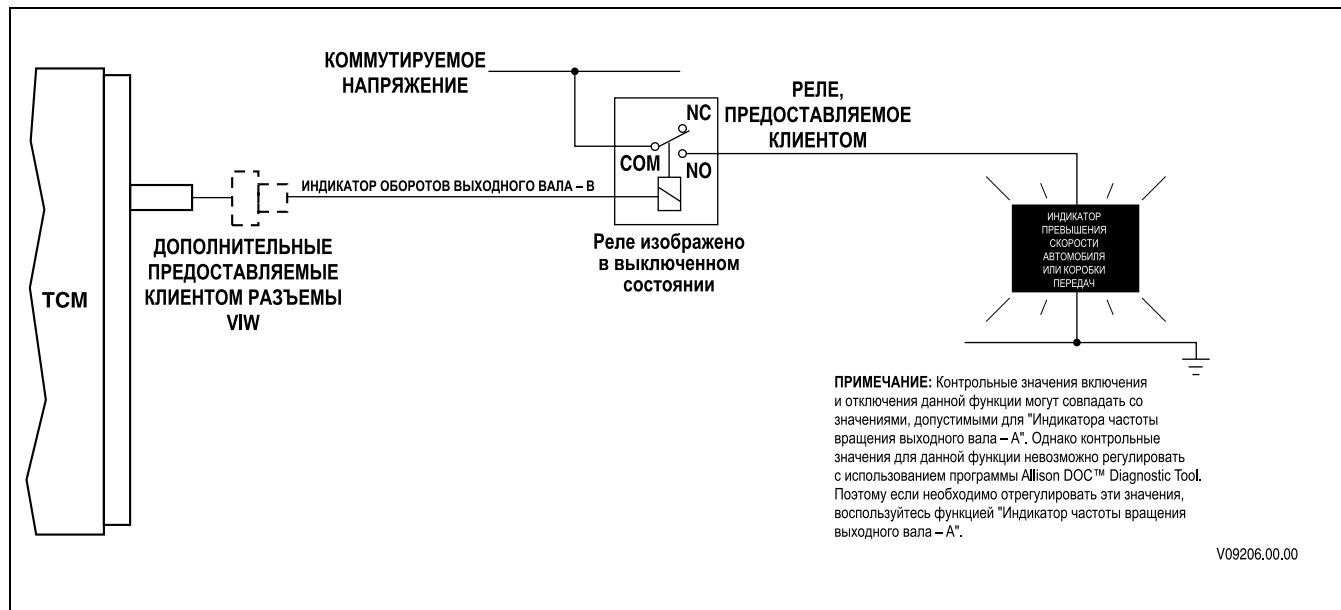 КОММУТИРУЕМОЕ
НАПРЯЖЕНИЕ
РЕЛЕ,
ПРЕДОСТАВЛЯЕМОЕ
КЛИЕНТОМ
NC
COM
NO
ИНДИКАТОР ОБОРОТОВ ВЫХОДНОГО ВАЛА – B
Реле изображено
в выключенном
состоянии
TCM
ДОПОЛНИТЕЛЬНЫЕ
ПРЕДОСТАВЛЯЕМЫЕ
КЛИЕНТОМ РАЗЪЕМЫ
VIW
ИНДИКАТОР
ПРЕВЫШЕНИЯ
СКОРОСТИ
АВТОМОБИЛЯ
ИЛИ КОРОБКИ
ПЕРЕДАЧ
ПРИМЕЧАНИЕ: Контрольные значения включения
и отключения данной функции могут совпадать со
значениями, допустимыми для "Индикатора частоты
вращения выходного вала – A". Однако контрольные
значения для данной функции невозможно регулировать
с использованием программы Allison DOC™ Diagnostic Tool.
Поэтому если необходимо отрегулировать эти значения,
воспользуйтесь функцией "Индикатор частоты вращения
выходного вала – A".
V09206.00.00